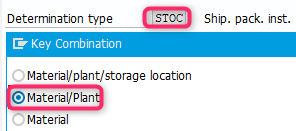 Determination type STOC Ship. pack. inst.
Key Combination
Material/plant/storage location
Material/Plant
Material